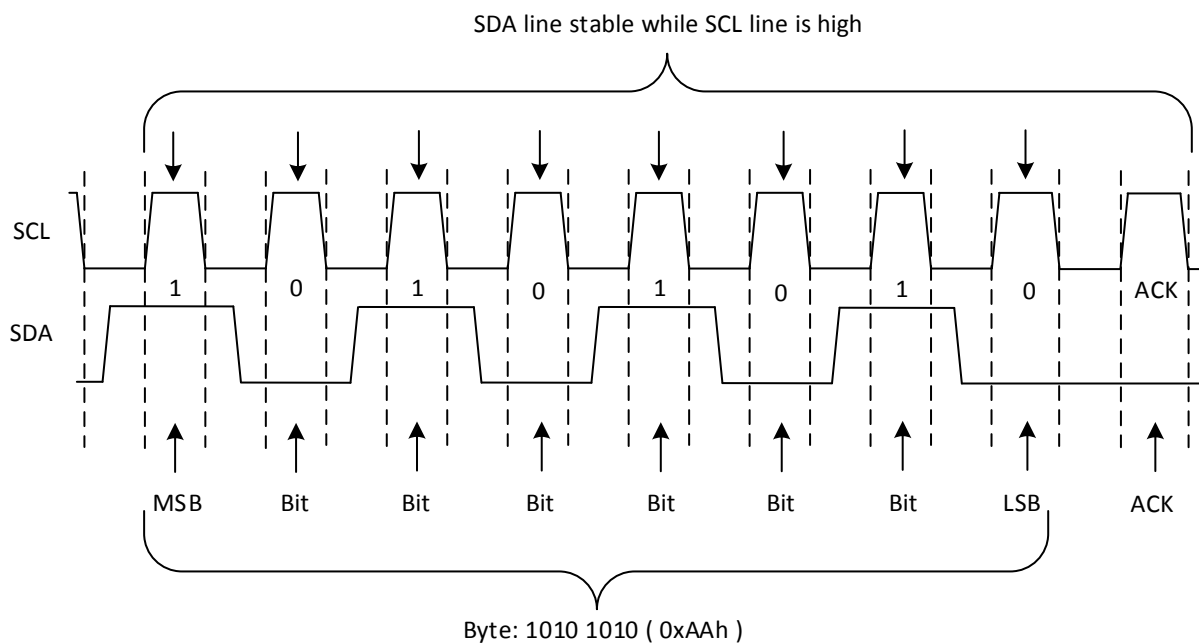 SDA line stable while SCL line is high
SCL
1 0 1 0 1 0 1 0 ACK
SDA
MSB Bit Bit Bit Bit Bit Bit LSB ACK
Byte: 1010 1010 ( 0xAAh )